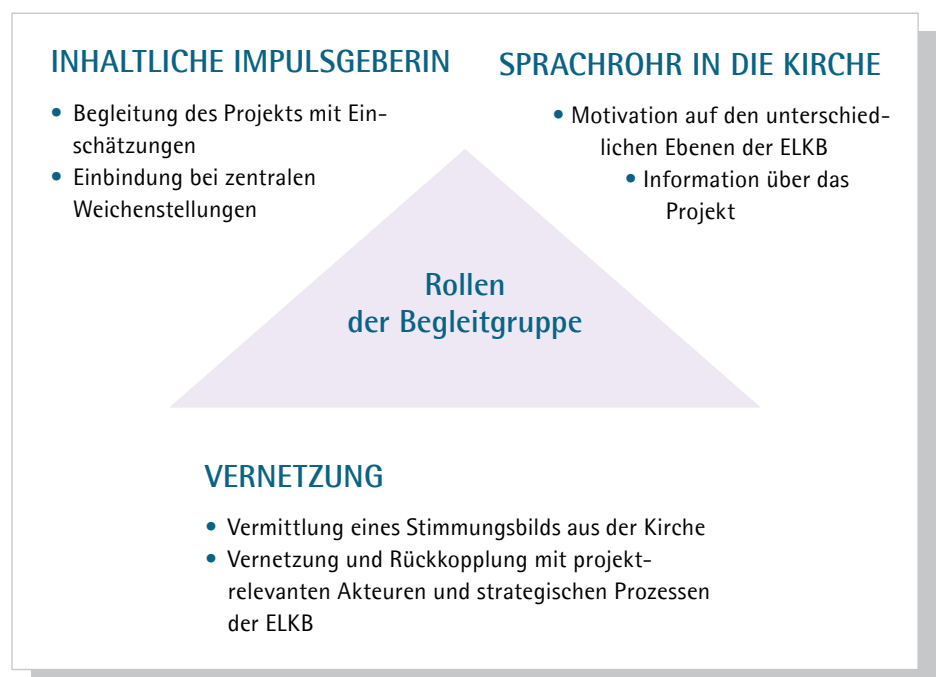 INHALTLICHE IMPULSGEBERIN
• Begleitung des Projekts mit Ein-
schätzungen
• Einbindung bei zentralen
Weichenstellungen
SPRACHROHR IN DIE KIRCHE
• Motivation auf den unterschied-
lichen Ebenen der ELKB
• Information über das
Projekt
Rollen
der Begleitgruppe
VERNETZUNG
• Vermittlung eines Stimmungsbilds aus der Kirche
• Vernetzung und Rückkopplung mit projekt-
relevanten Akteuren und strategischen Prozessen
der ELKB